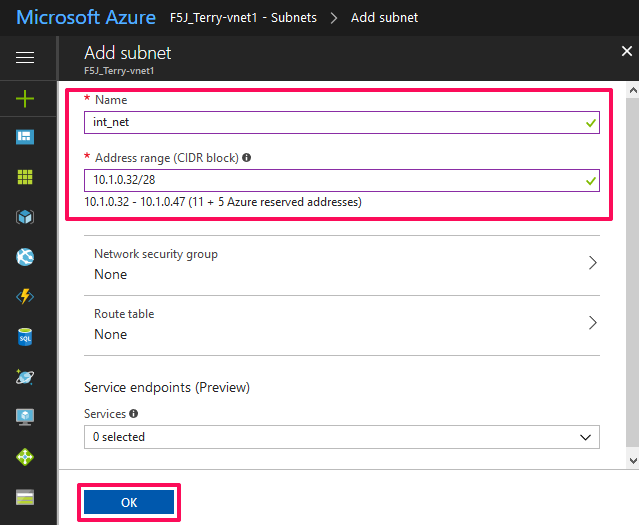 Microsoft Azure F5J_Terry-vnet1 - Subnets > Add subnet
Add subnet
F5J_Terry-vnet1
* Name
int_net
* Address range (CIDR block)
10.1.0.32/28
10.1.0.32 - 10.1.0.47 (11 + 5 Azure reserved addresses)
Network security group
None
Route table
None
Service endpoints (Preview)
Services
0 selected
OK